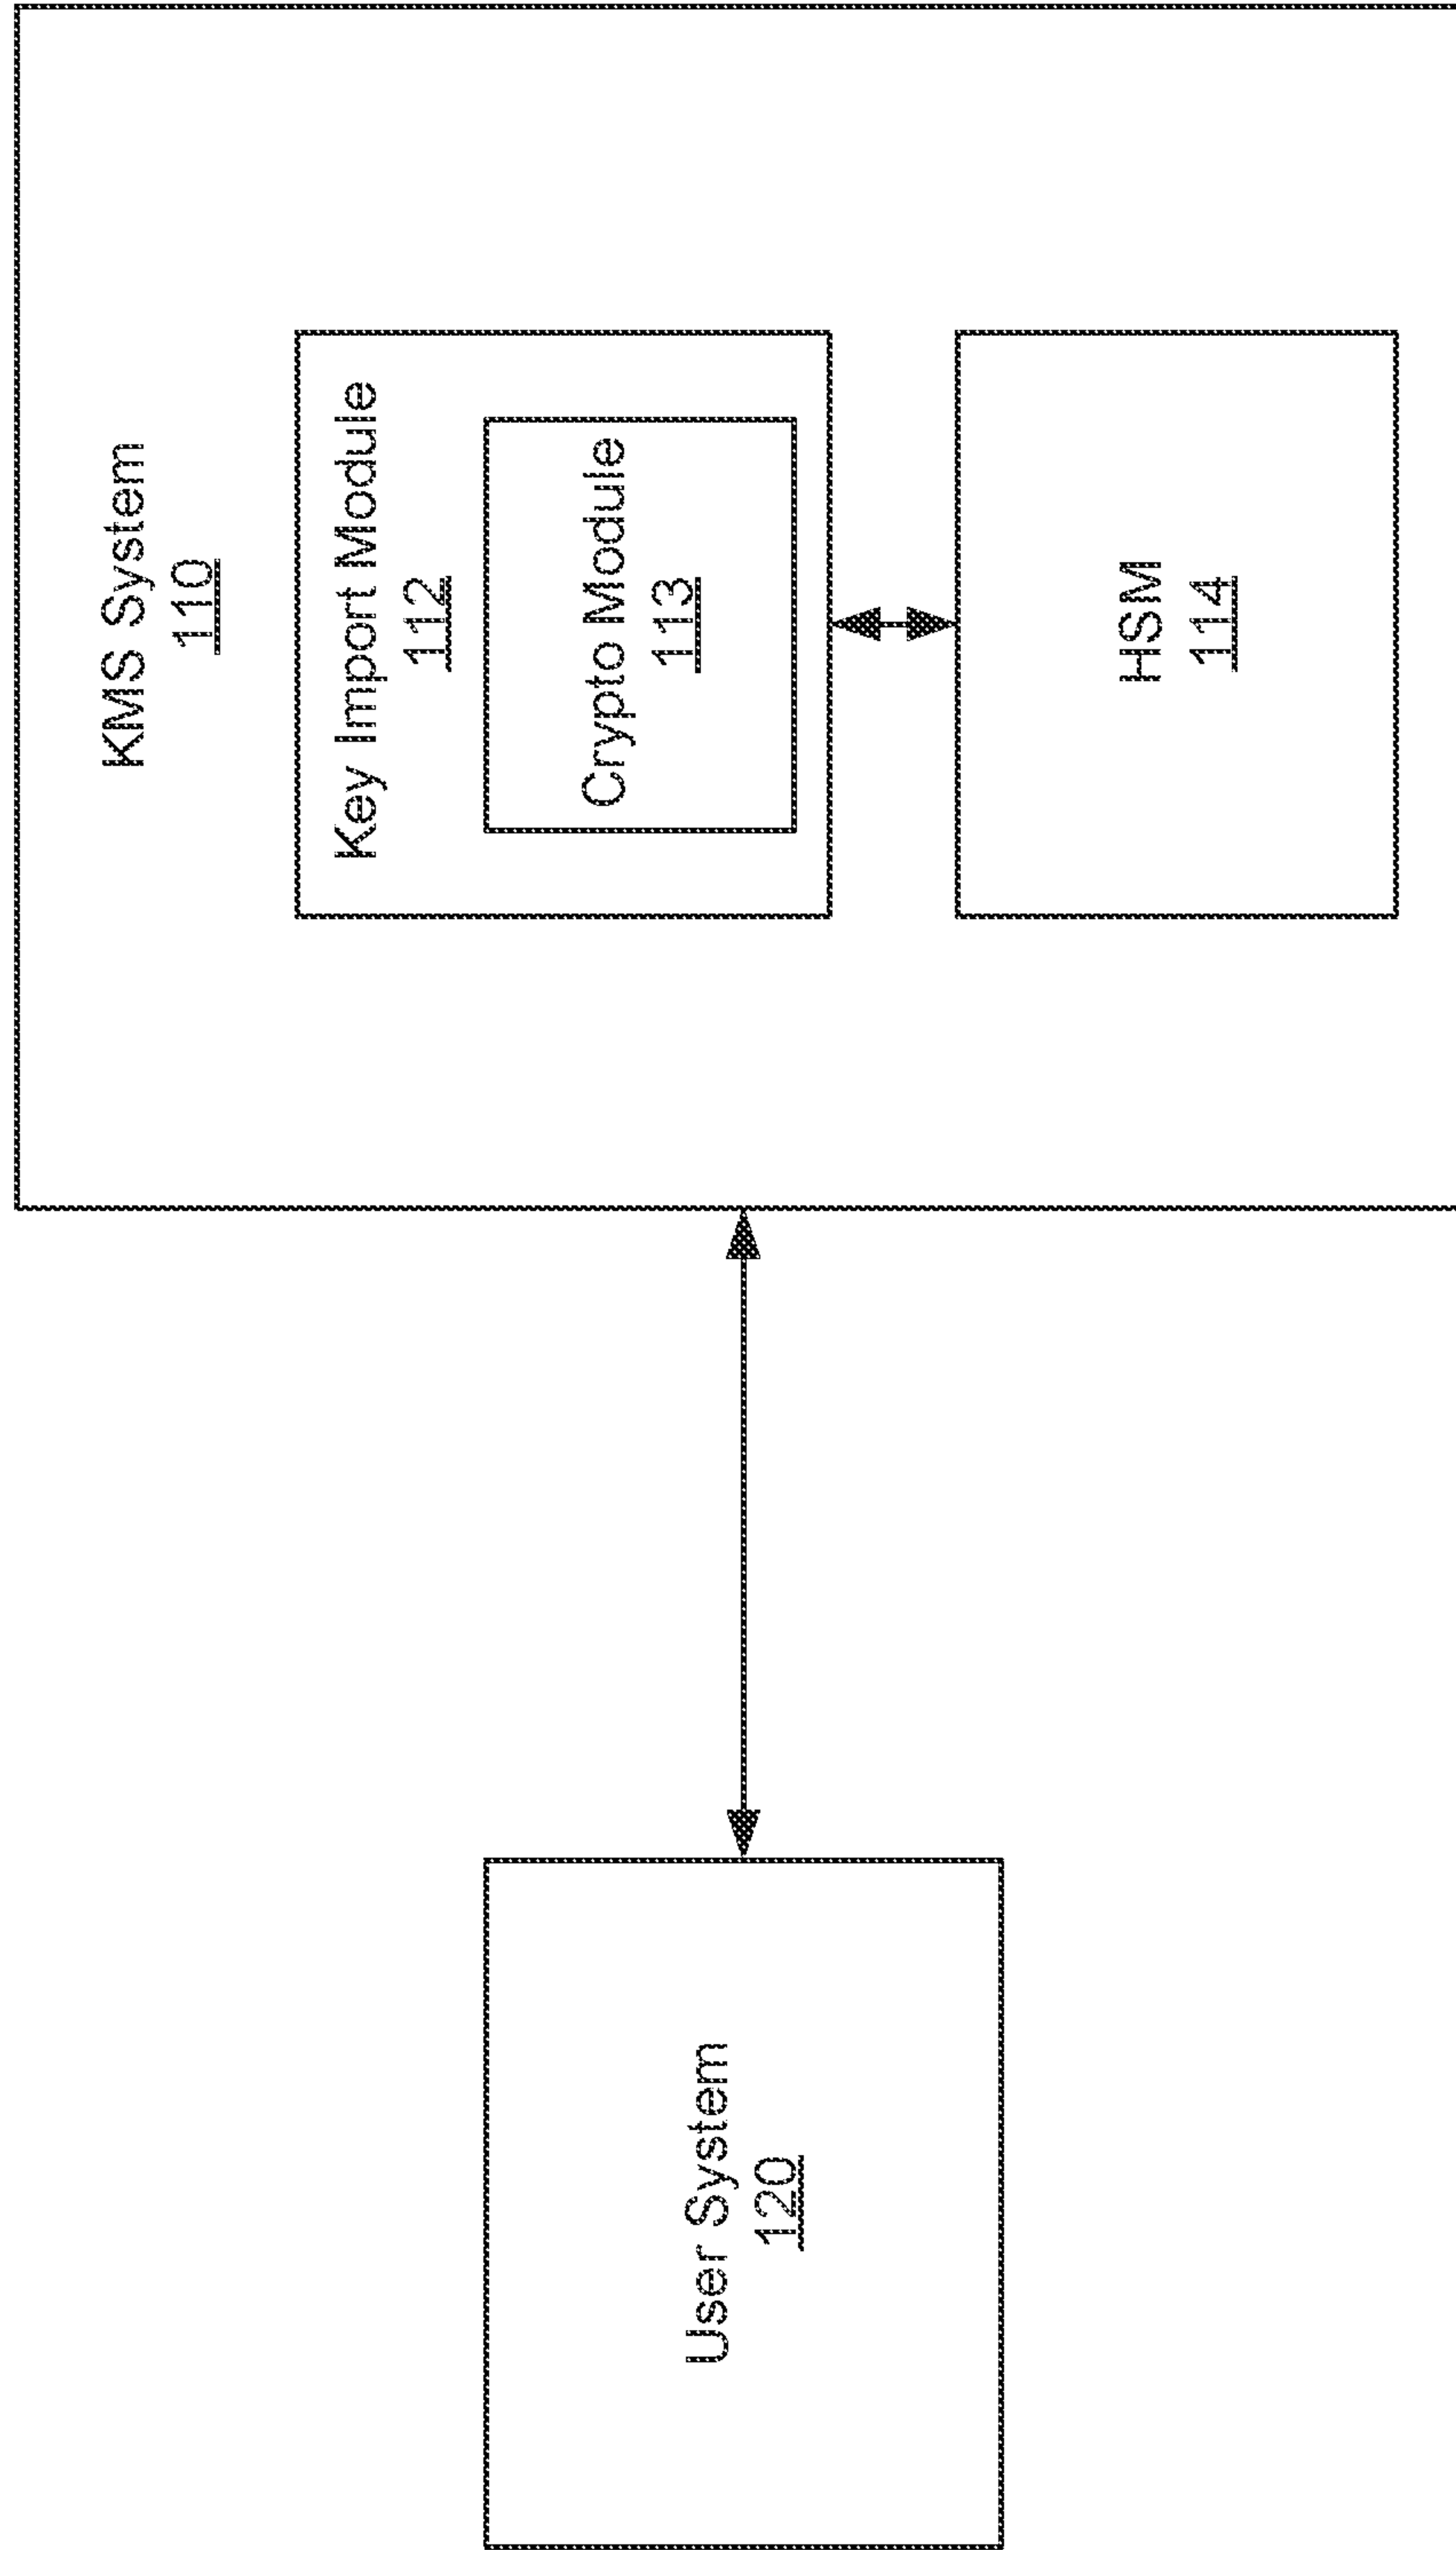 KMS System
110
Key Import Module
112
Crypto Module
113
HSM
114
User System
120